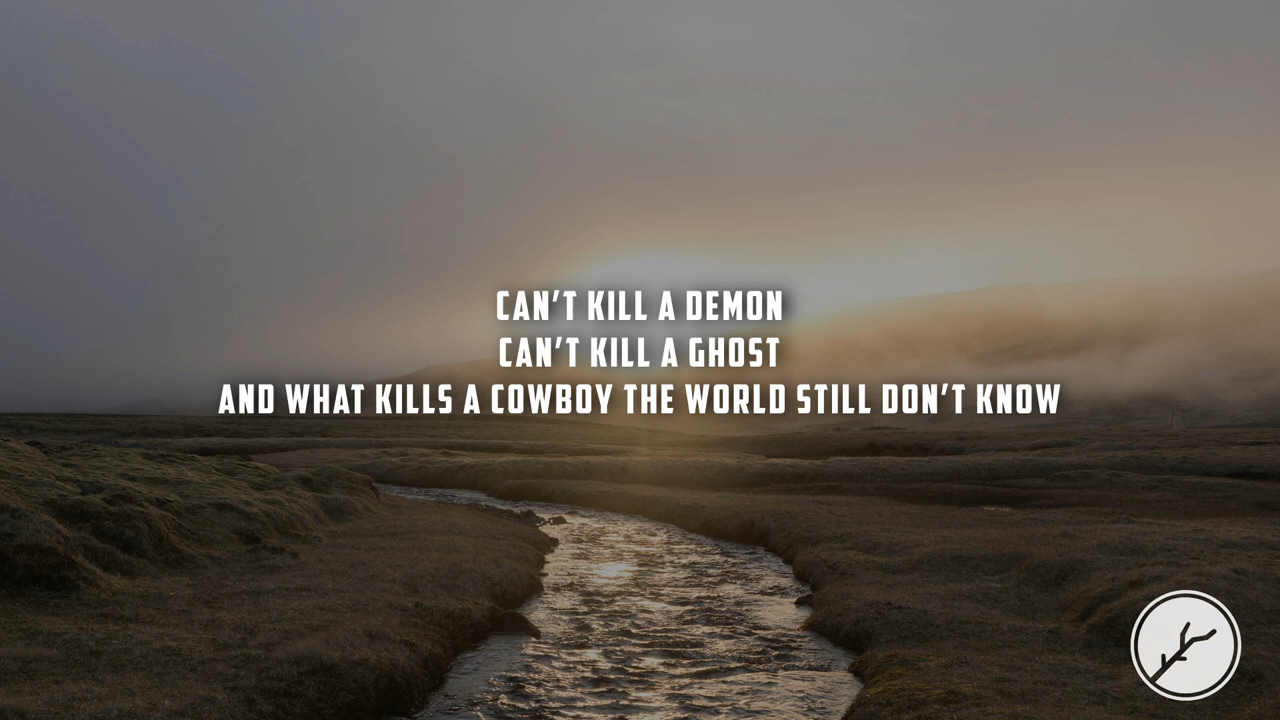 CAN'T KILL A DEMON
CAN'T KILL A GHOST
AND WHAT KILLS A COWBOY THE WORLD STILL DON'T KNOW